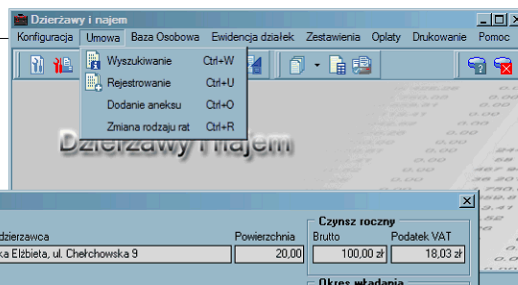 Dzierżawy i najem
Konfiguracja Umowa Baza Osobowa Ewidencja działek Zestawienia Opłaty Drukowanie Pomoc
Wyszukiwanie Ctrl+W
Rejestrowanie Ctrl+U
Dodanie aneksu Ctrl+O
Zmiana rodzaju rat Ctrl+R
Dzierżawy i najem
Czynsz roczny
dzierzawca Powierzchnia Brutto Podatek VAT
ka Elżbieta, ul. Chełchowska 9 20,00 100,00 zł 18,03 zł
Okres władania